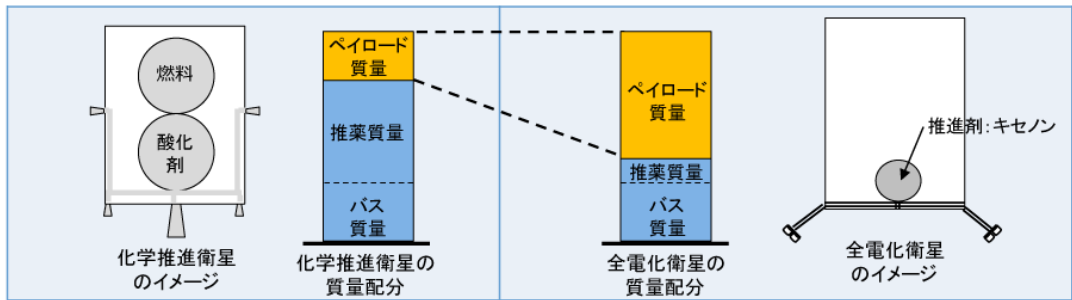 燃料
酸化
剤
化学推進衛星
のイメージ
ペイロード
質量
推薬質量
バス
質量
化学推進衛星の
質量配分
ペイロード
質量
推薬質量
バス
質量
全電化衛星の
質量配分
推進剤：キセノン
全電化衛星
のイメージ